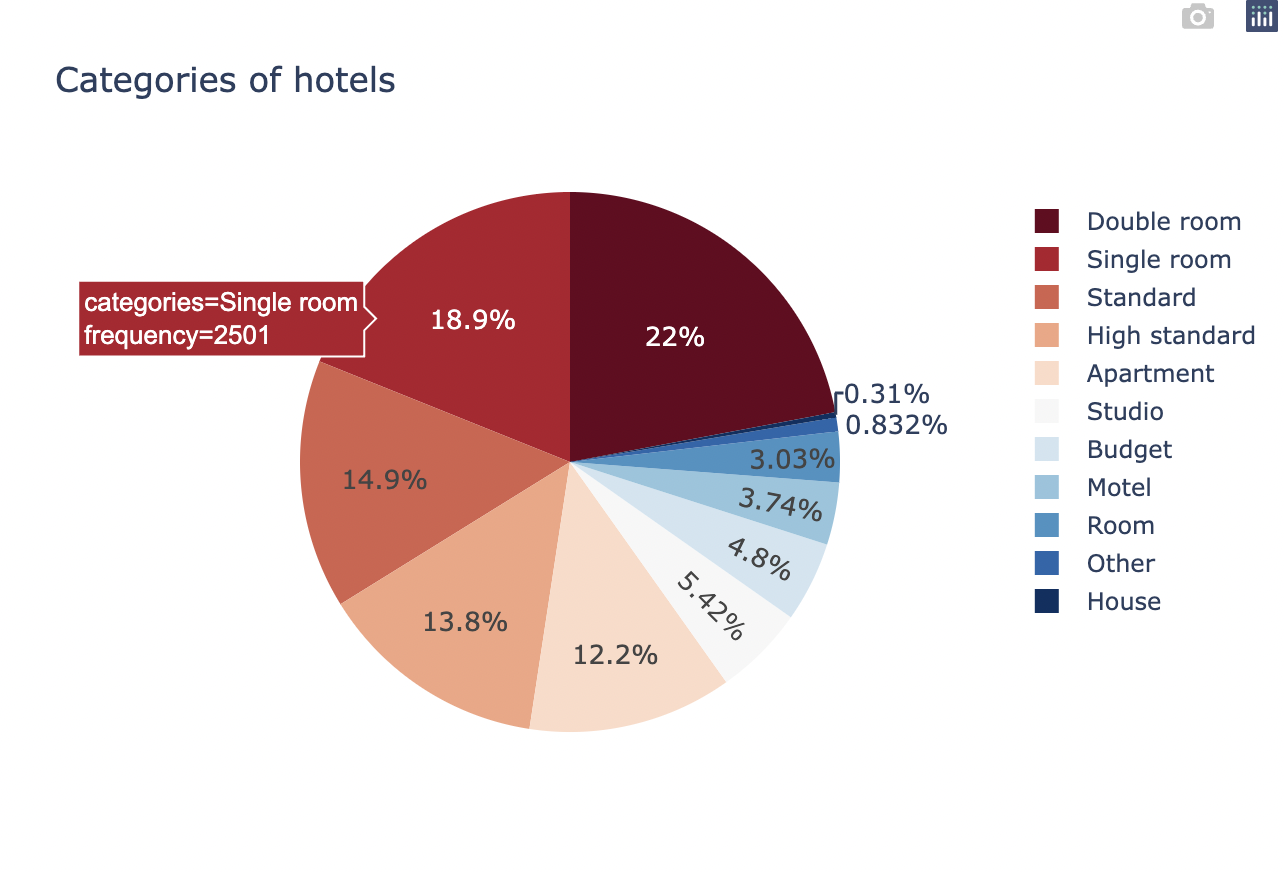 Categories of hotels
categories=Single room
frequency=2501
18.9%
22%
0.31%
0.832%
3.03%
3.74%
4.8%
5.42%
12.2%
13.8%
14.9%
Double room
Single room
Standard
High standard
Apartment
Studio
Budget
Motel
Room
Other
House